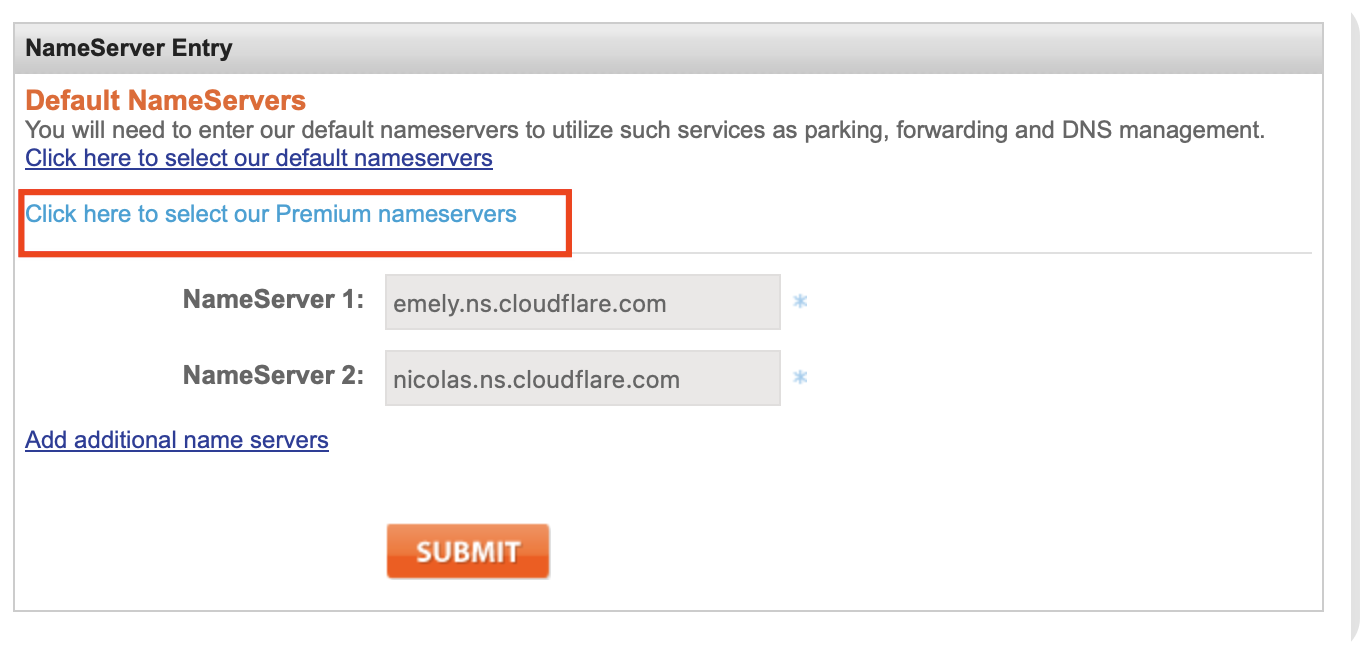 NameServer Entry
Default NameServers
You will need to enter our default nameservers to utilize such services as parking, forwarding and DNS management.
Click here to select our default nameservers
Click here to select our Premium nameservers
NameServer 1: emely.ns.cloudflare.com *
NameServer 2: nicolas.ns.cloudflare.com *
Add additional name servers
SUBMIT